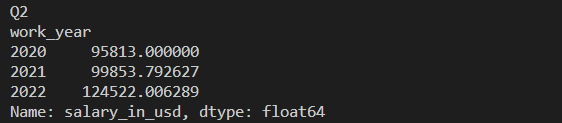 Q2
work_year
2020     95813.000000
2021     99853.792627
2022    124522.006289
Name: salary_in_usd, dtype: float64